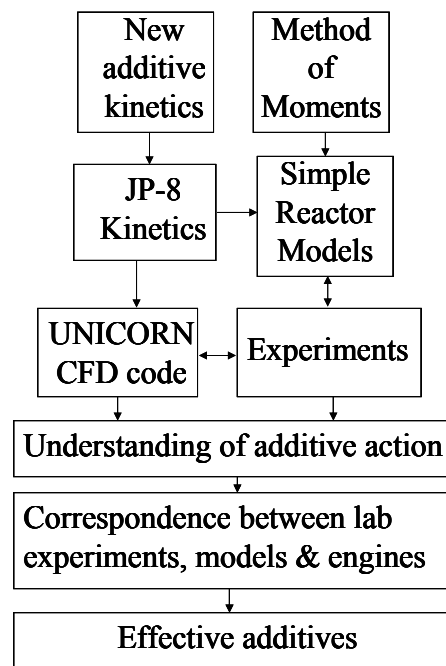 New
additive
kinetics
Method
of
Moments
JP-8
Kinetics
Simple
Reactor
Models
UNICORN
CFD code
Experiments
Understanding of additive action
Correspondence between lab
experiments, models & engines
Effective additives